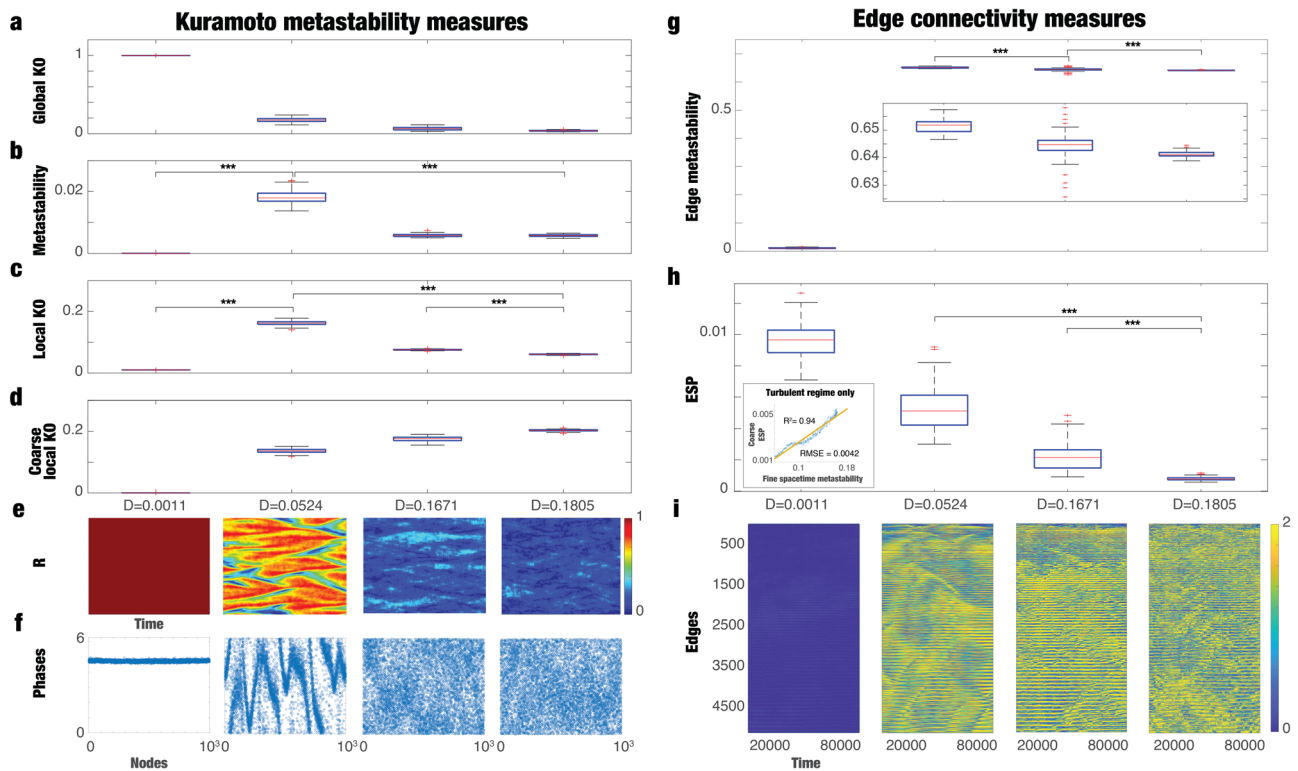 Kuramoto metastability measures
Edge connectivity measures
a
Global KO
1
0
b
Metastability
0.02
0
***
***
c
Local KO
0.2
0
***
***
***
d
Coarse
local KO
0.2
0
D=0.0011
D=0.0524
D=0.1671
D=0.1805
e
R
1
0
Time
f
Phases
6
0
0
10³
10³
10³
10³
Nodes
g
Edge metastability
0.5
0
***
***
0.65
0.64
0.63
h
ESP
0.01
0
***
***
Turbulent regime only
0.005
Coarse
ESP
0.001
R²= 0.94
RMSE = 0.0042
0.1
0.18
Fine spacetime metastability
D=0.0011
D=0.0524
D=0.1671
D=0.1805
i
Edges
500
1500
2500
3500
4500
2
0
20000
80000
20000
80000
20000
80000
20000
80000
Time